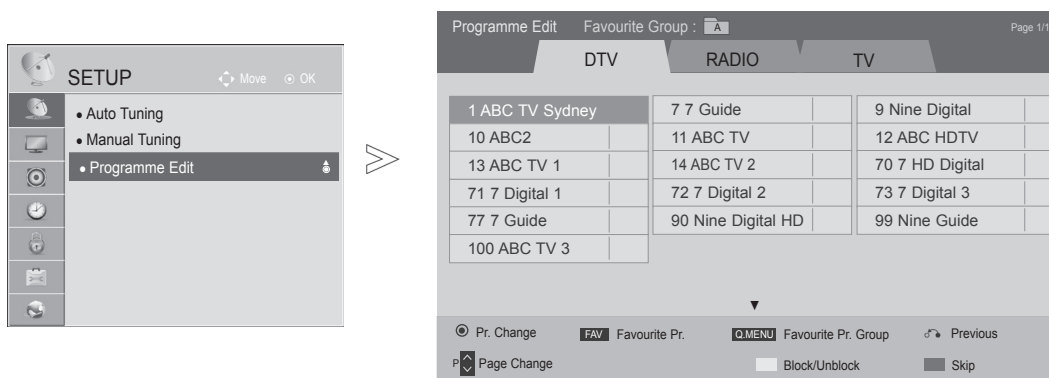 SETUP
Move OK
Auto Tuning
Manual Tuning
Programme Edit
Programme Edit Favourite Group : A Page 1/1
DTV RADIO TV
1 ABC TV Sydney 7 7 Guide 9 Nine Digital
10 ABC2 11 ABC TV 12 ABC HDTV
13 ABC TV 1 14 ABC TV 2 70 7 HD Digital
71 7 Digital 1 72 7 Digital 2 73 7 Digital 3
77 7 Guide 90 Nine Digital HD 99 Nine Guide
100 ABC TV 3
Pr. Change FAV Favourite Pr. Q.MENU Favourite Pr. Group Previous
P Page Change Block/Unblock Skip